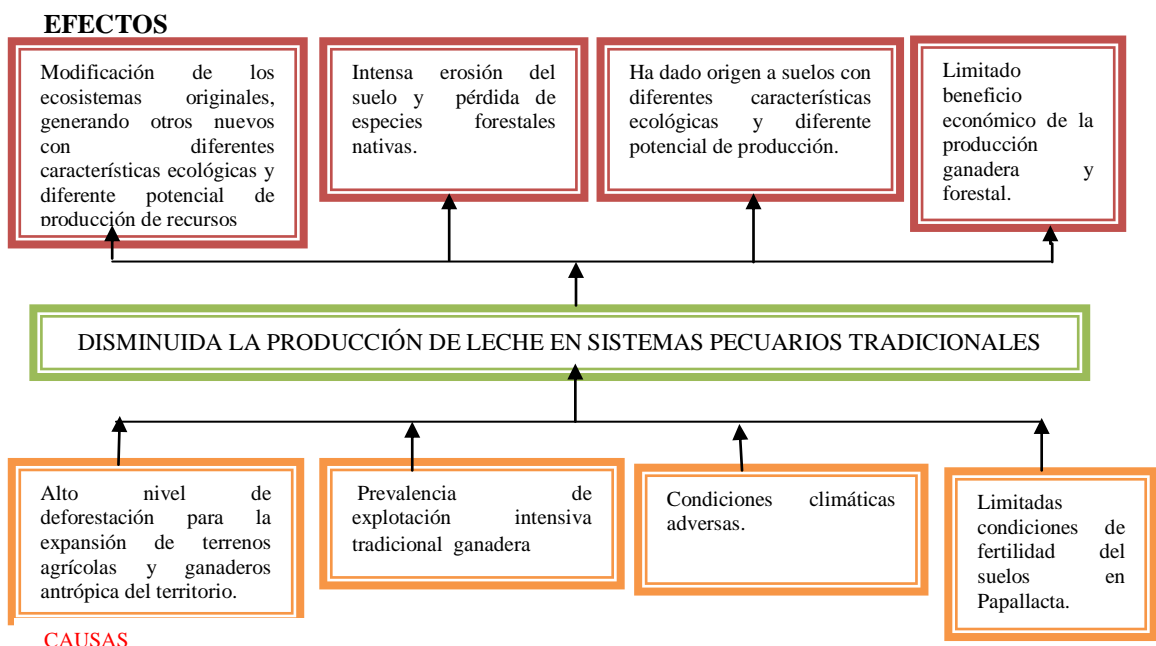 EFECTOS
Modificación de los
ecosistemas originales,
generando otros nuevos
con diferentes
características ecológicas y
diferente potencial de
producción de recursos
Intensa erosión del
suelo y pérdida de
especies forestales
nativas.
Ha dado origen a suelos con
diferentes características
ecológicas y diferente
potencial de producción.
Limitado
beneficio
económico de la
producción
ganadera y
forestal.
DISMINUIDA LA PRODUCCIÓN DE LECHE EN SISTEMAS PECUARIOS TRADICIONALES
Alto nivel de
deforestación para la
expansión de terrenos
agrícolas y ganaderos
antrópica del territorio.
Prevalencia de
explotación intensiva
tradicional ganadera
Condiciones climáticas
adversas.
Limitadas
condiciones de
fertilidad del
suelos en
Papallacta.
CAUSAS